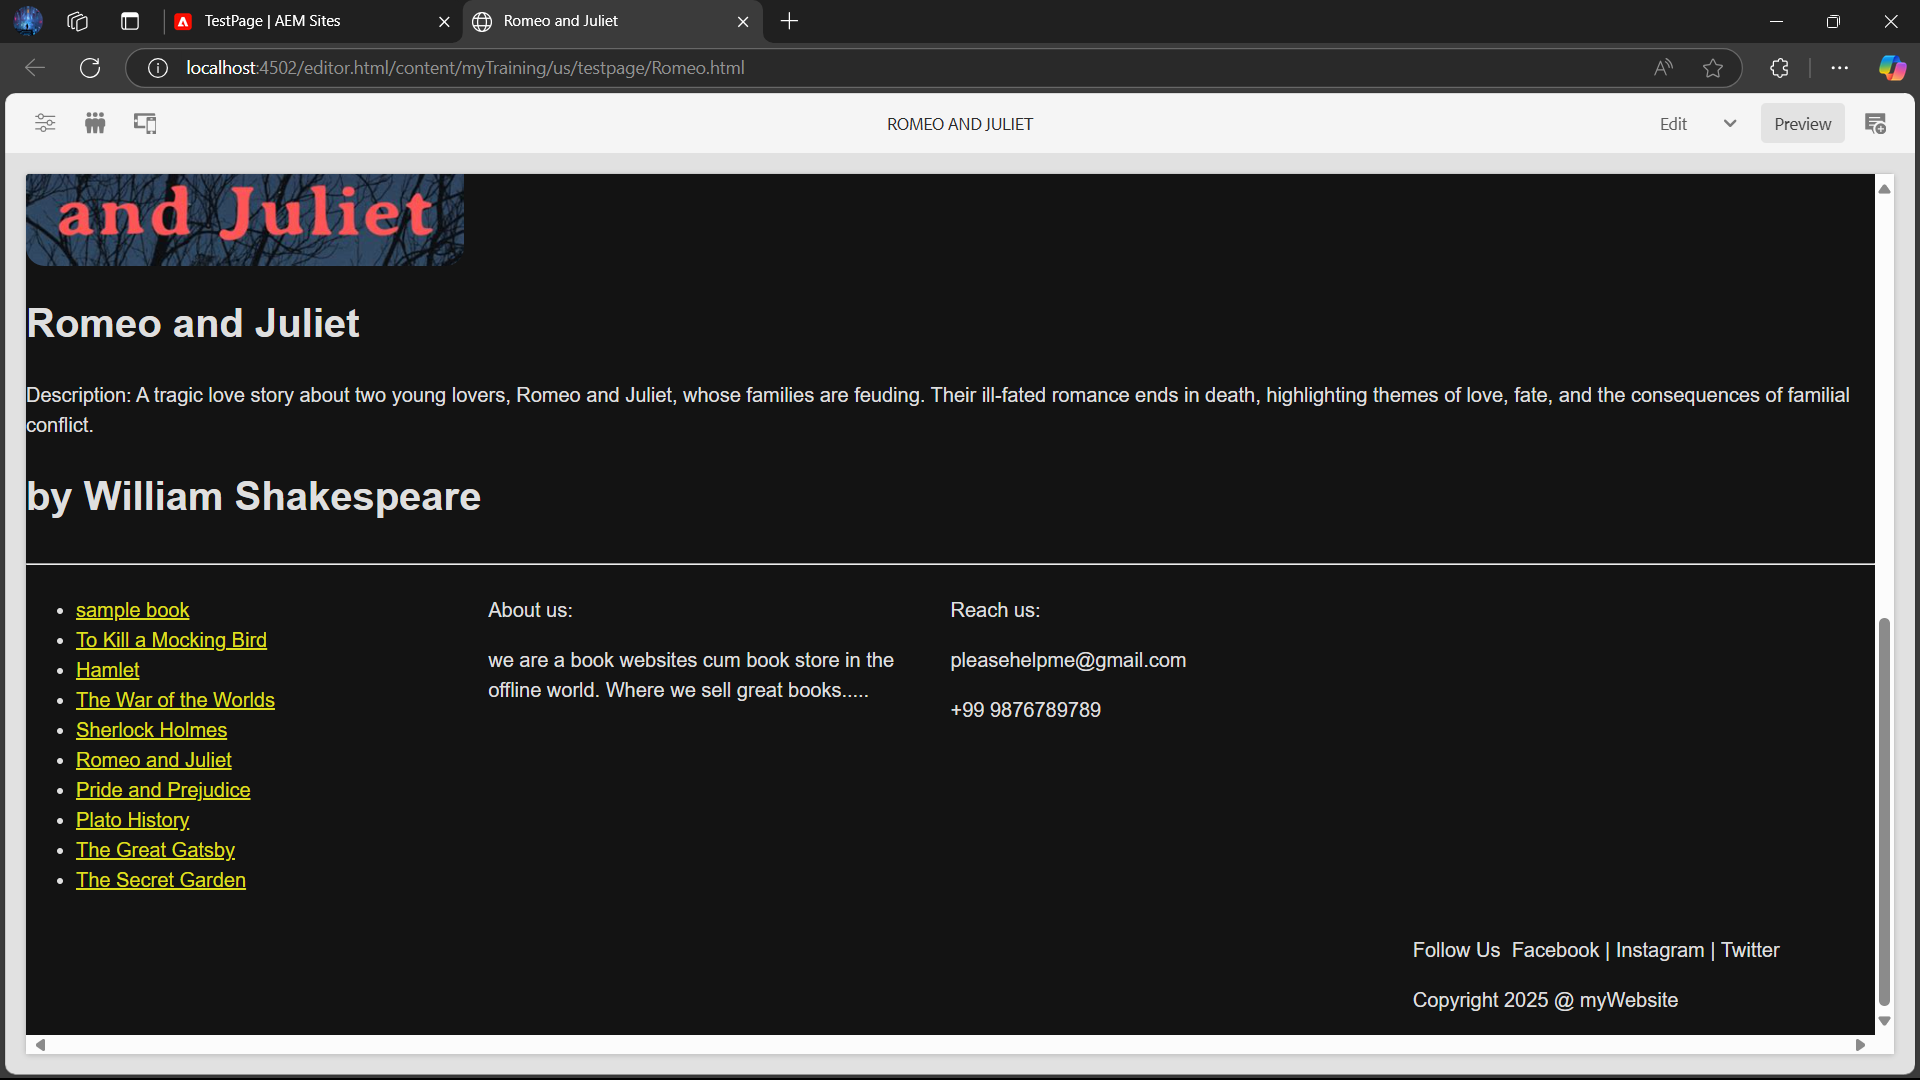 TestPage | AEM Sites
Romeo and Juliet
localhost:4502/editor.html/content/myTraining/us/testpage/Romeo.html
ROMEO AND JULIET
Edit
Preview
and Juliet
Romeo and Juliet
Description: A tragic love story about two young lovers, Romeo and Juliet, whose families are feuding. Their ill-fated romance ends in death, highlighting themes of love, fate, and the consequences of familial
conflict.
by William Shakespeare
sample book
To Kill a Mocking Bird
Hamlet
The War of the Worlds
Sherlock Holmes
Romeo and Juliet
Pride and Prejudice
Plato History
The Great Gatsby
The Secret Garden
About us:
we are a book websites cum book store in the
offline world. Where we sell great books.....
Reach us:
pleasehelpme@gmail.com
+99 9876789789
Follow Us  Facebook | Instagram | Twitter
Copyright 2025 @ myWebsite